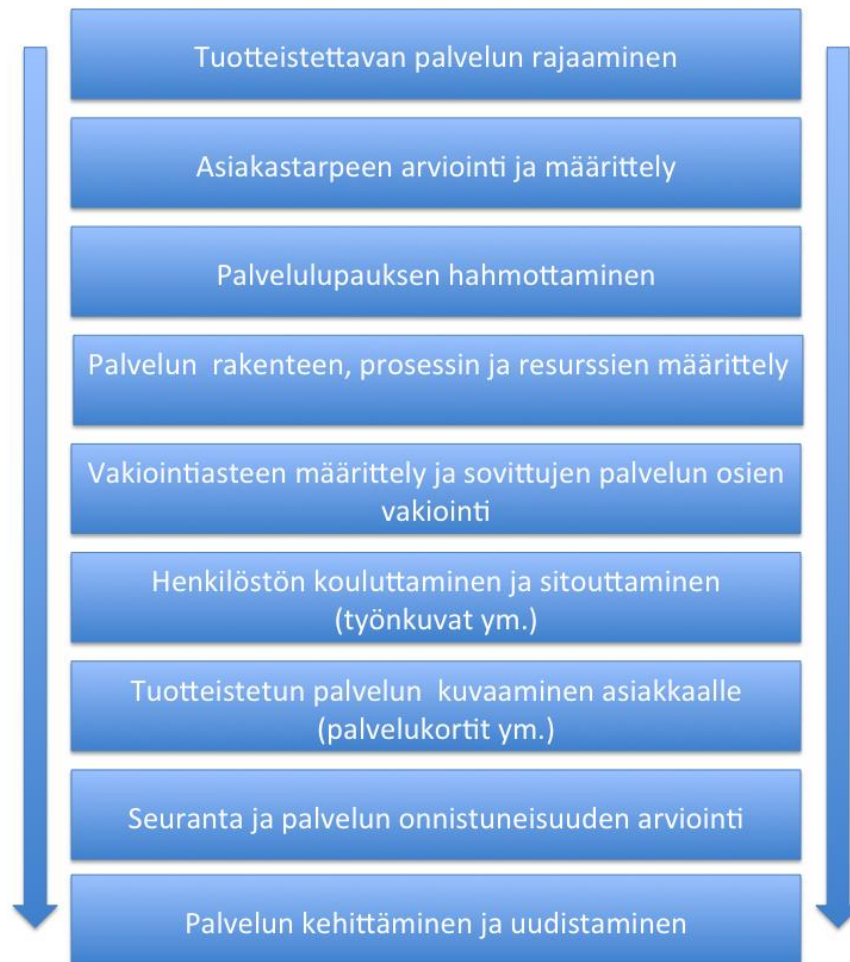 Tuotteistettavan palvelun rajaaminen
Asiakastarpeen arviointi ja määrittely
Palvelulupauksen hahmottaminen
Palvelun rakenteen, prosessin ja resurssien määrittely
Vakiointiasteen määrittely ja sovittujen palvelun osien
vakiointi
Henkilöstön kouluttaminen ja sitouttaminen
(työnkuvat ym.)
Tuotteistetun palvelun kuvaaminen asiakkaalle
(palvelukortit ym.)
Seuranta ja palvelun onnistuneisuuden arviointi
Palvelun kehittäminen ja uudistaminen